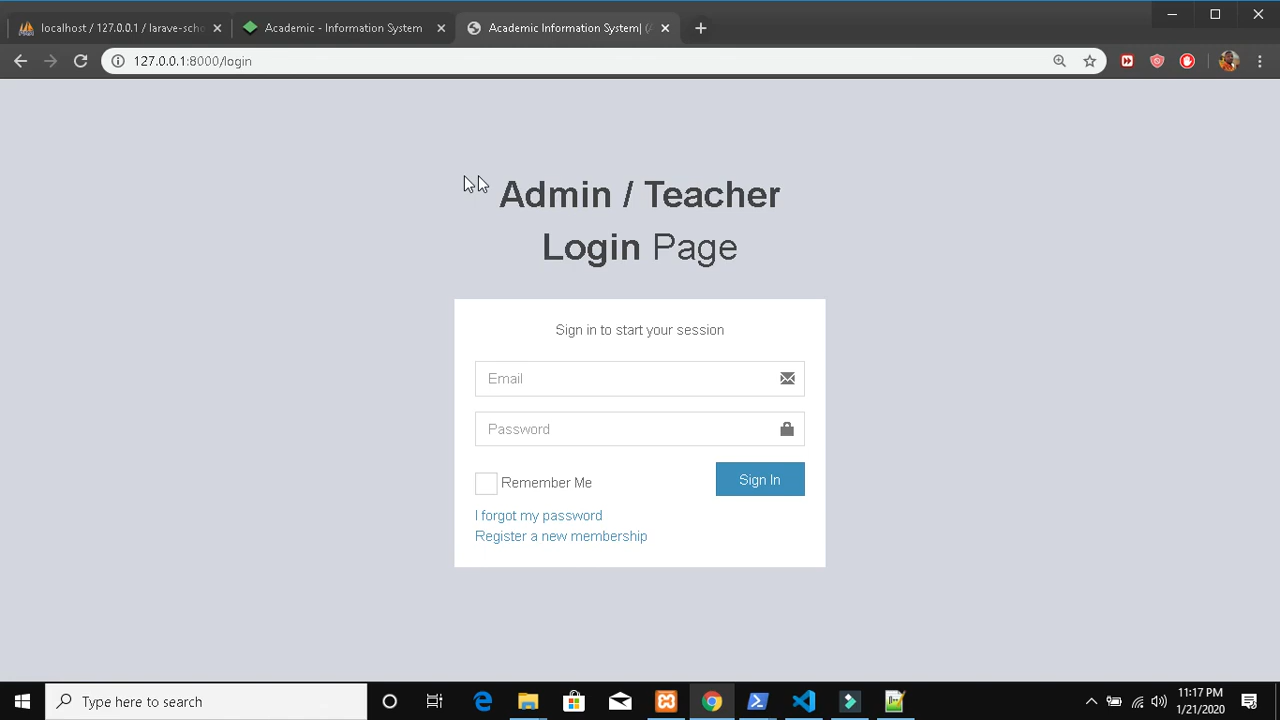 localhost / 127.0.0.1 / larave-scho
Academic - Information System
Academic Information System| (A
127.0.0.1:8000/login
Admin / Teacher
Login Page
Sign in to start your session
Email
Password
Remember Me
Sign In
I forgot my password
Register a new membership
Type here to search
11:17 PM
1/21/2020